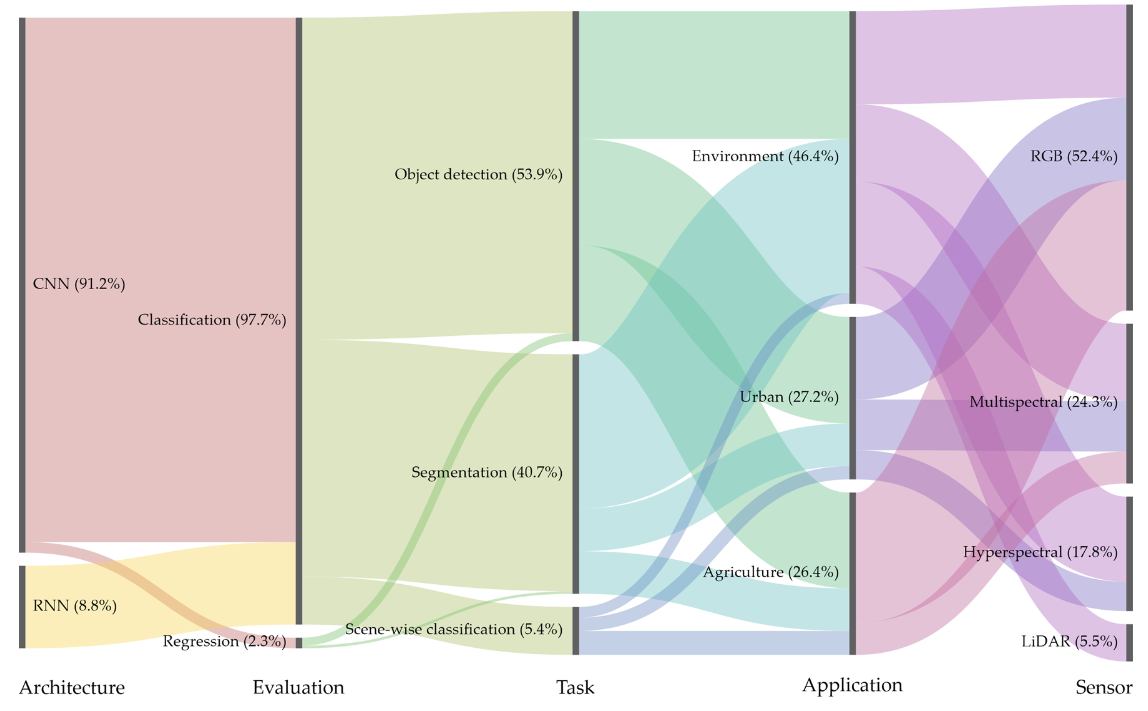 Environment (46.4%)
RGB (52.4%)
Object detection (53.9%)
CNN (91.2%)
Classification (97.7%)
Urban (27.2%)
Multispectral (24.3%)
Segmentation (40.7%)
Hyperspectral (17.8%)
Agriculture (26.4%)
RNN (8.8%)
Scene-wise classification (5.4%)
Regression (2.3%)
LiDAR (5.5%)
Architecture
Evaluation
Task
Application
Sensor